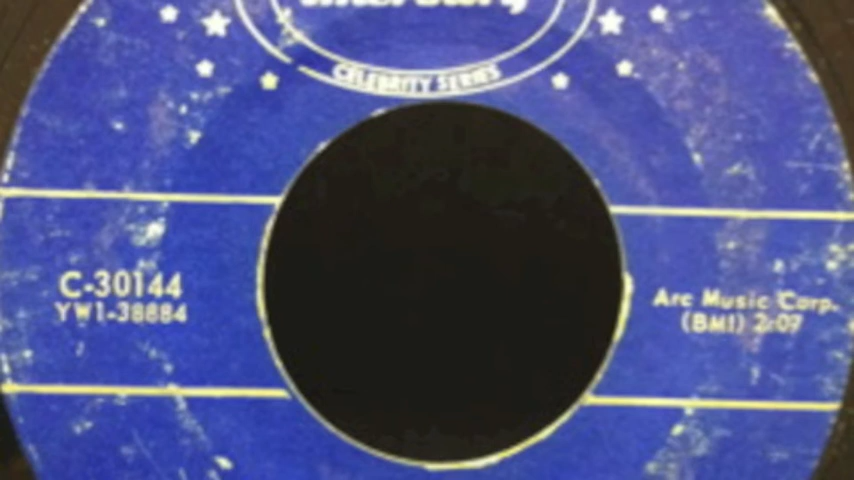 CELEBRITY SERIES
C-30144
YW1-38884
Arc Music Corp.
(BMI) 2:07